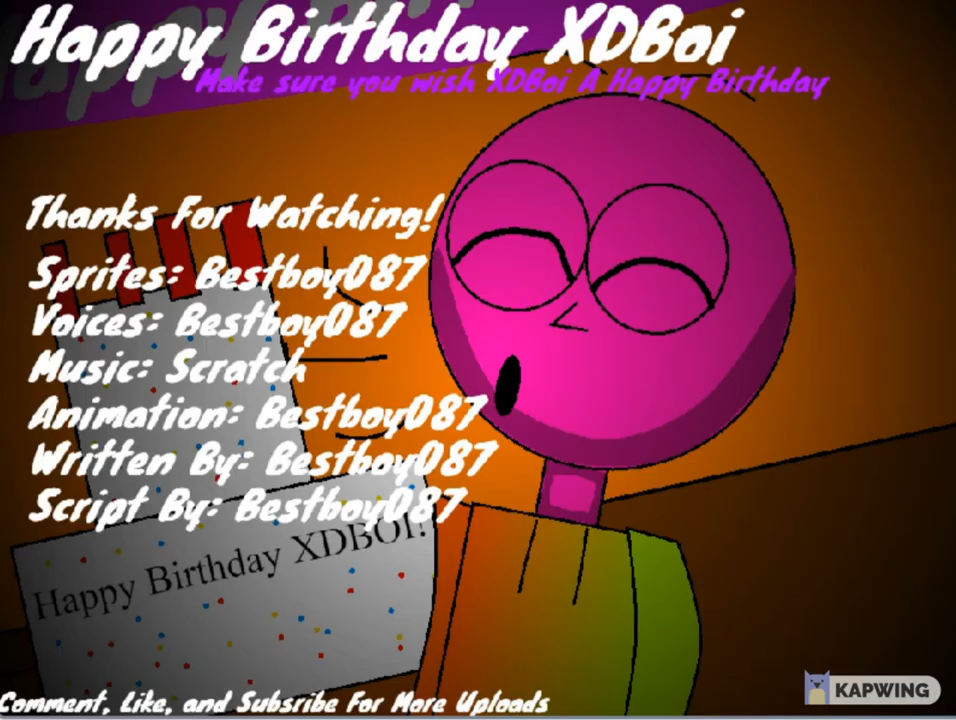 Happy Birthday XDBoi
Make sure you wish XDBoi A Happy Birthday
Thanks For Watching!
Sprites: Bestboy087
Voices: Bestboy087
Music: Scratch
Animation: Bestboy087
Written By: Bestboy087
Script By: Bestboy087
Happy Birthday XDBOI!
Comment, Like, and Subsribe For More Uploads
KAPWING